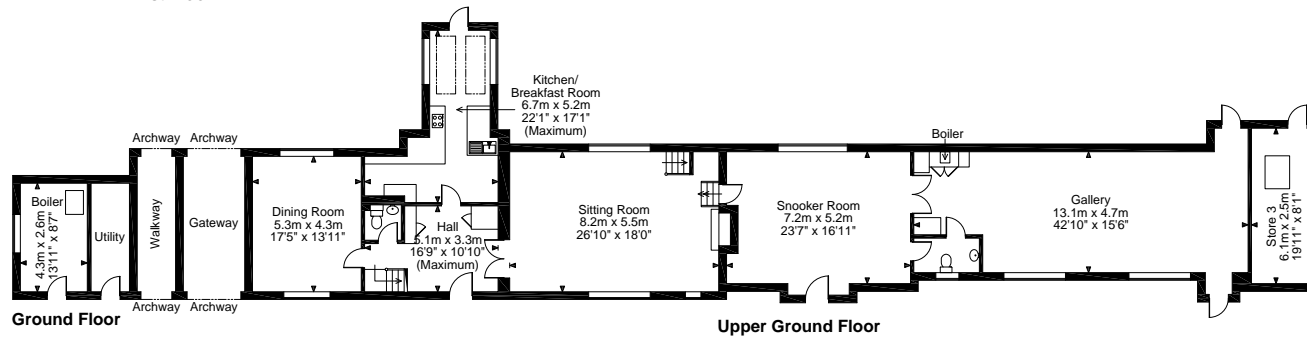 Kitchen/
Breakfast Room
6.7m x 5.2m
22'1" x 17'1"
(Maximum)
Archway
Archway
Boiler
Boiler
4.3m x 2.6m
13'11" x 8'7"
Utility
Walkway
Gateway
Dining Room
5.3m x 4.3m
17'5" x 13'11"
Hall
5.1m x 3.3m
16'9" x 10'10"
(Maximum)
Sitting Room
8.2m x 5.5m
26'10" x 18'0"
Snooker Room
7.2m x 5.2m
23'7" x 16'11"
Gallery
13.1m x 4.7m
42'10" x 15'6"
Store 3
6.1m x 2.5m
19'11" x 8'1"
Archway
Archway
Ground Floor
Upper Ground Floor